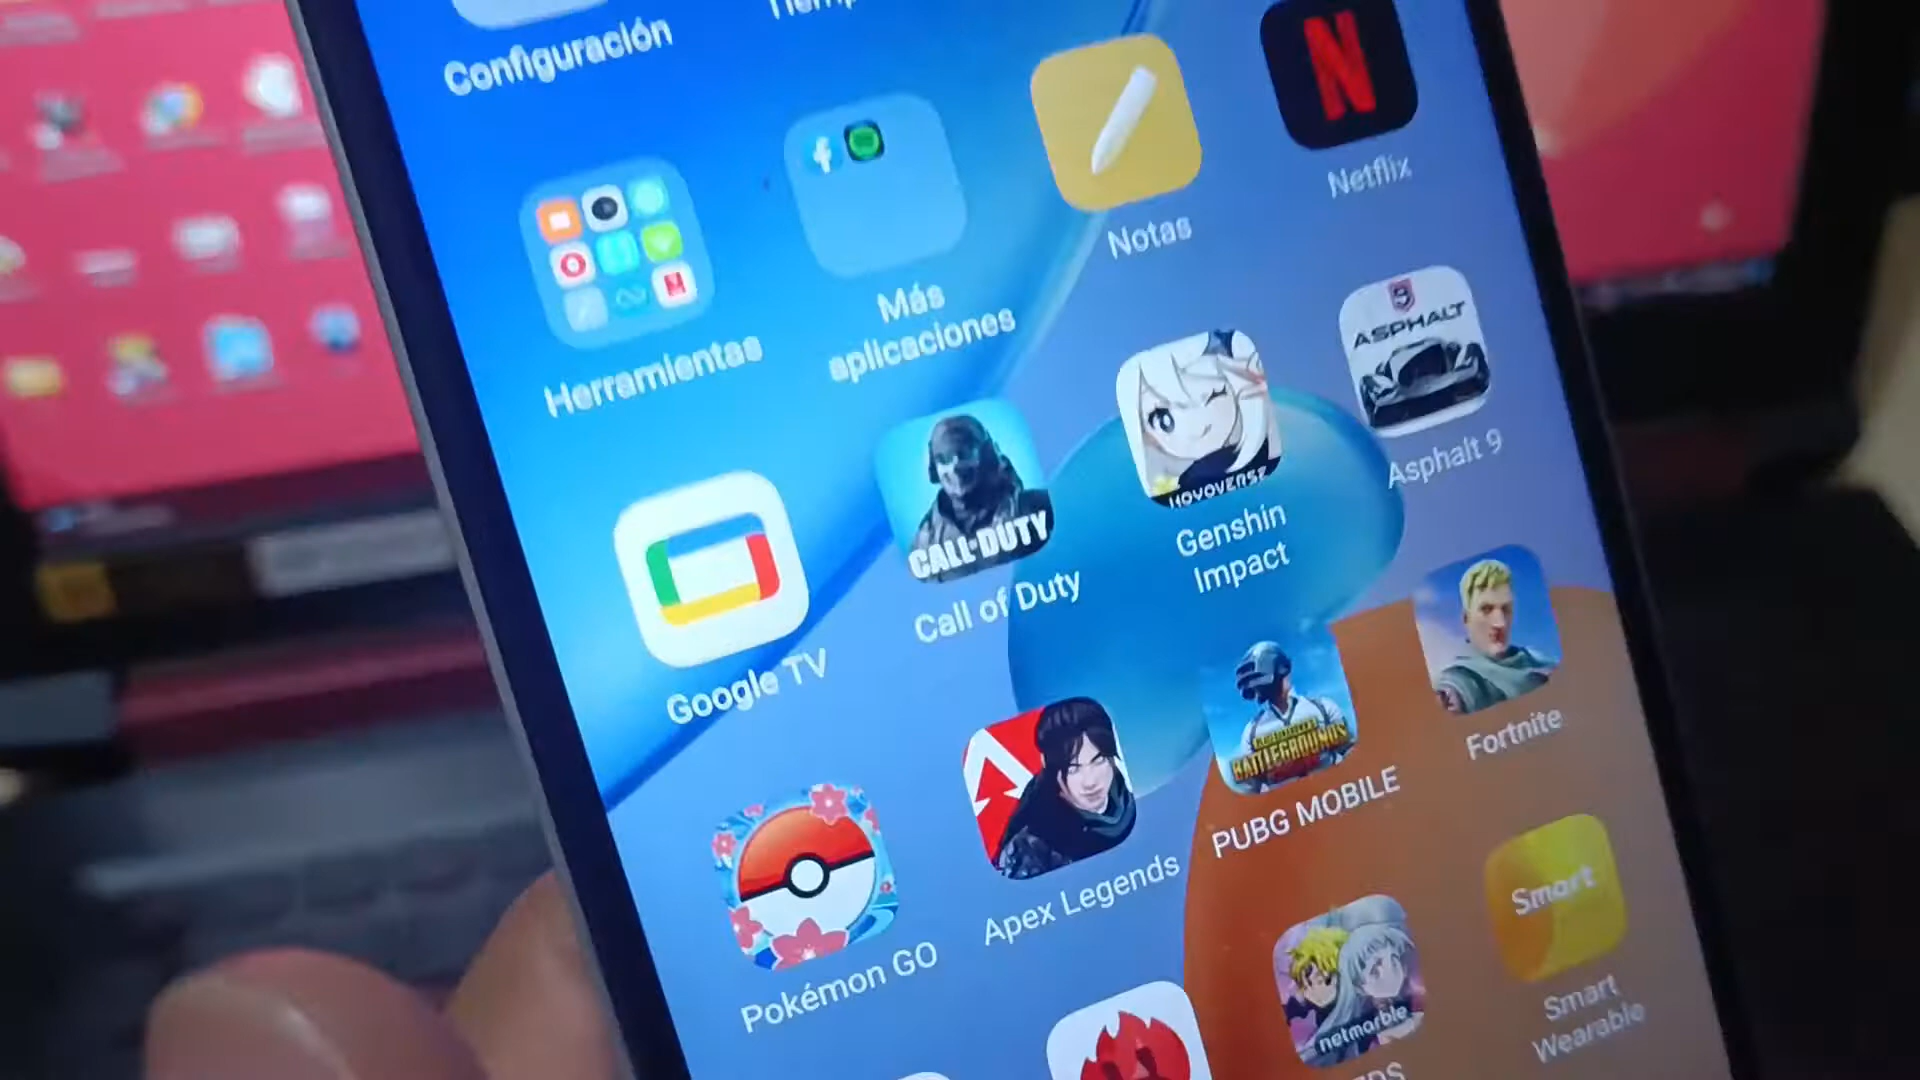 Configuración
Herramientas
Más
aplicaciones
Notas
N
Netflix
Google TV
CALL·DUTY
Call of Duty
HOYOVERSE
Genshin
Impact
9
ASPHALT
Asphalt 9
Pokémon GO
Apex Legends
BATTLEGROUNDS
PUBG MOBILE
Fortnite
netmarble
Smart
Smart
Wearable